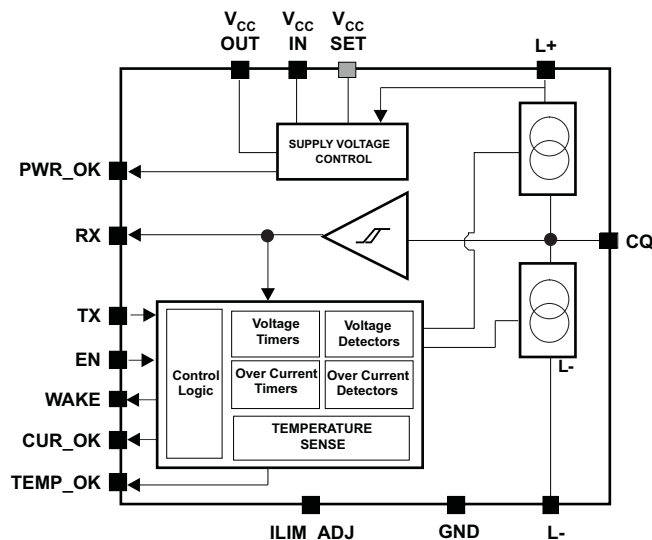 VCC OUT
VCC IN
VCC SET
L+
SUPPLY VOLTAGE
CONTROL
PWR_OK
RX
CQ
TX
EN
WAKE
CUR_OK
TEMP_OK
Control
Logic
Voltage
Timers
Voltage
Detectors
Over Current
Timers
Over Current
Detectors
TEMPERATURE
SENSE
L-
ILIM_ADJ
GND
L-